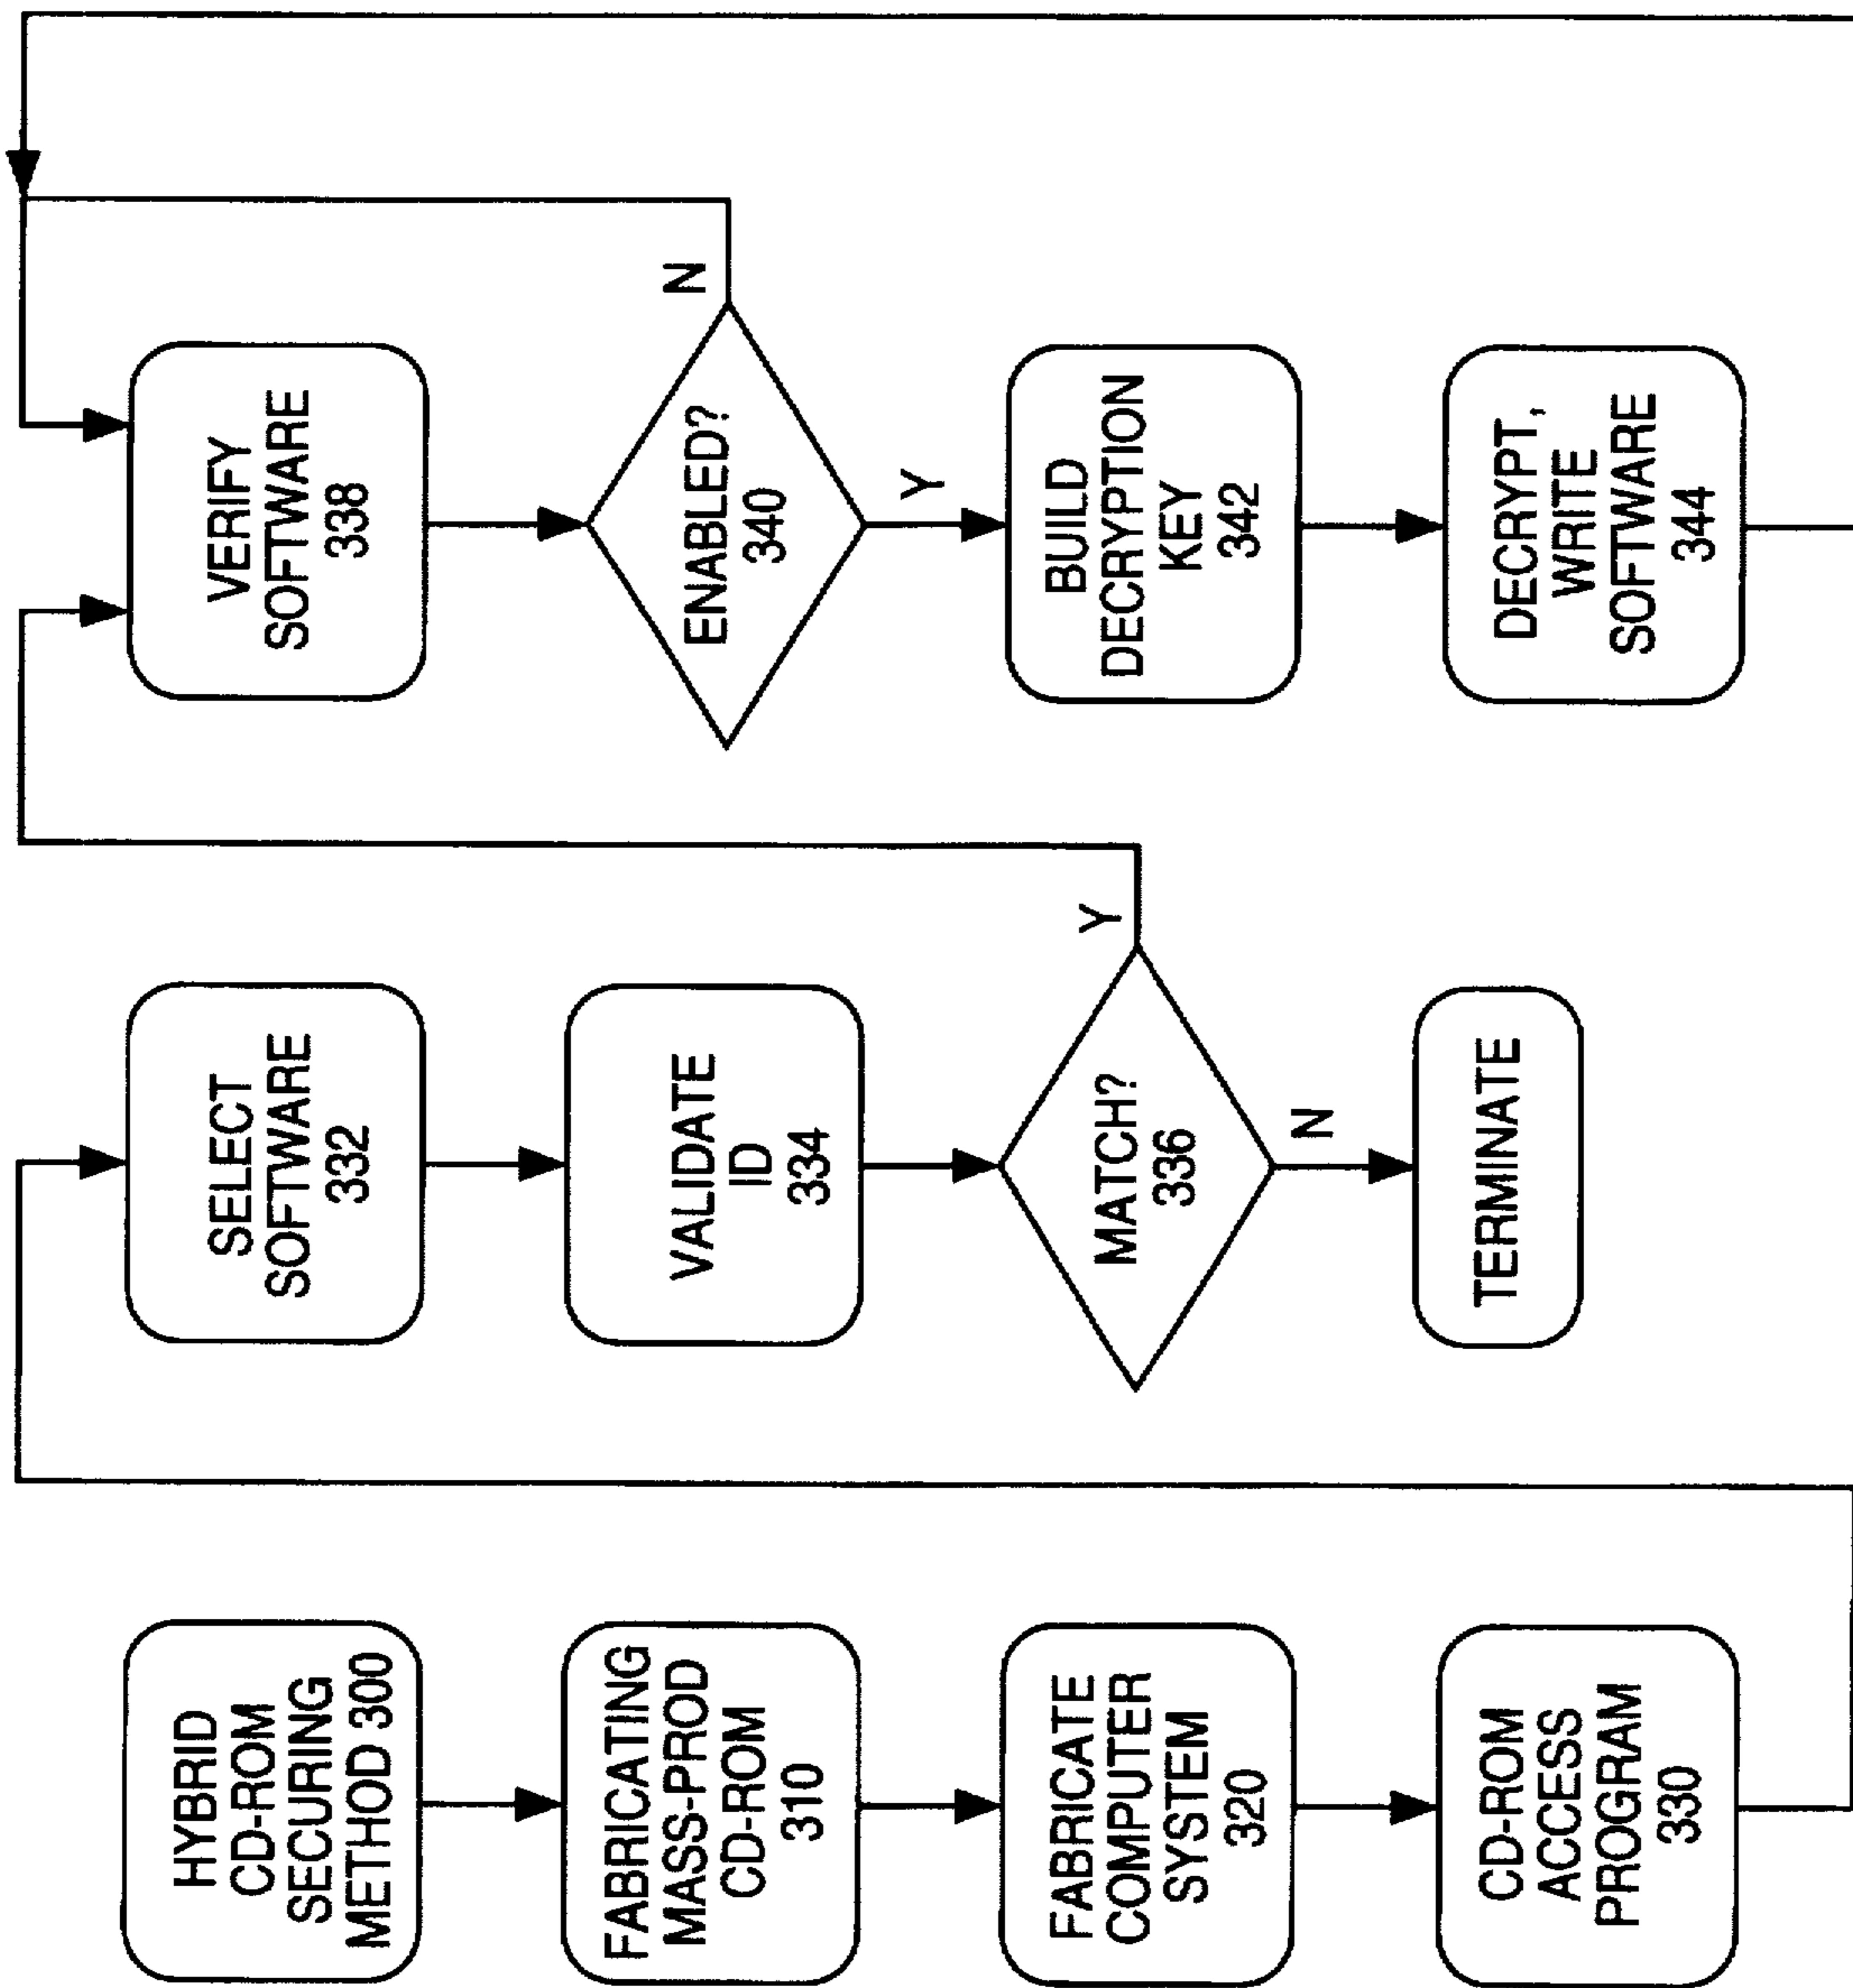 HYBRID
CD-ROM
SECURING
METHOD 300
FABRICATING
MASS-PROD
CD-ROM
310
FABRICATE
COMPUTER
SYSTEM
320
CD-ROM
ACCESS
PROGRAM
330
SELECT
SOFTWARE
332
VALIDATE
ID
334
MATCH?
336
Y
N
TERMINATE
VERIFY
SOFTWARE
338
ENABLED?
340
N
Y
BUILD
DECRYPTION
KEY
342
DECRYPT,
WRITE
SOFTWARE
344